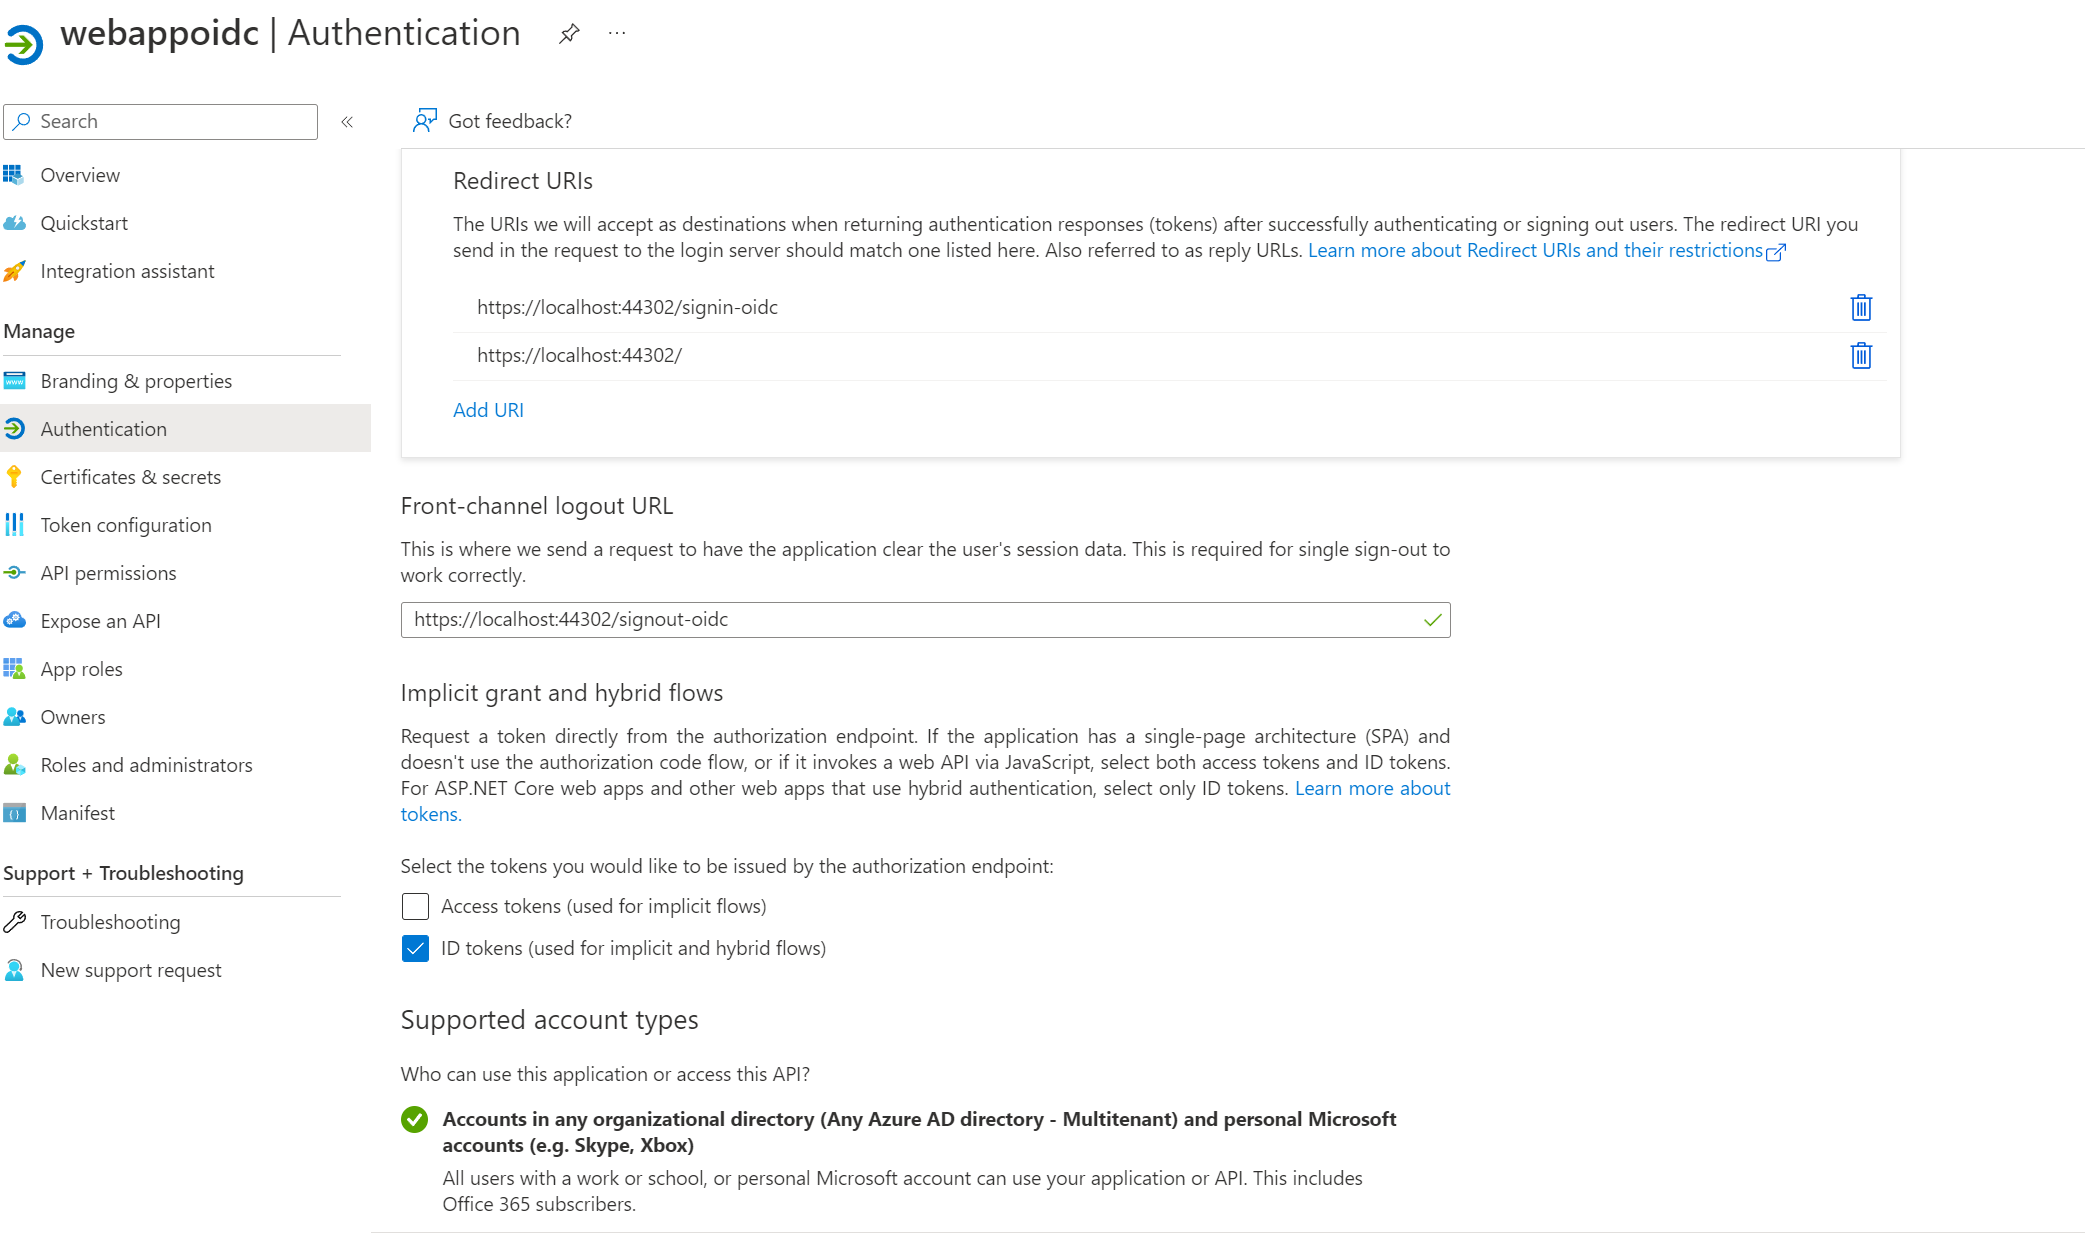 webappoidc | Authentication
Search
Got feedback?
Overview
Quickstart
Integration assistant
Manage
Branding & properties
Authentication
Certificates & secrets
Token configuration
API permissions
Expose an API
App roles
Owners
Roles and administrators
Manifest
Support + Troubleshooting
Troubleshooting
New support request
Redirect URIs
The URIs we will accept as destinations when returning authentication responses (tokens) after successfully authenticating or signing out users. The redirect URI you
send in the request to the login server should match one listed here. Also referred to as reply URLs. Learn more about Redirect URIs and their restrictions
https://localhost:44302/signin-oidc
https://localhost:44302/
Add URI
Front-channel logout URL
This is where we send a request to have the application clear the user's session data. This is required for single sign-out to
work correctly.
https://localhost:44302/signout-oidc
Implicit grant and hybrid flows
Request a token directly from the authorization endpoint. If the application has a single-page architecture (SPA) and
doesn't use the authorization code flow, or if it invokes a web API via JavaScript, select both access tokens and ID tokens.
For ASP.NET Core web apps and other web apps that use hybrid authentication, select only ID tokens. Learn more about
tokens.
Select the tokens you would like to be issued by the authorization endpoint:
Access tokens (used for implicit flows)
ID tokens (used for implicit and hybrid flows)
Supported account types
Who can use this application or access this API?
Accounts in any organizational directory (Any Azure AD directory - Multitenant) and personal Microsoft
accounts (e.g. Skype, Xbox)
All users with a work or school, or personal Microsoft account can use your application or API. This includes
Office 365 subscribers.